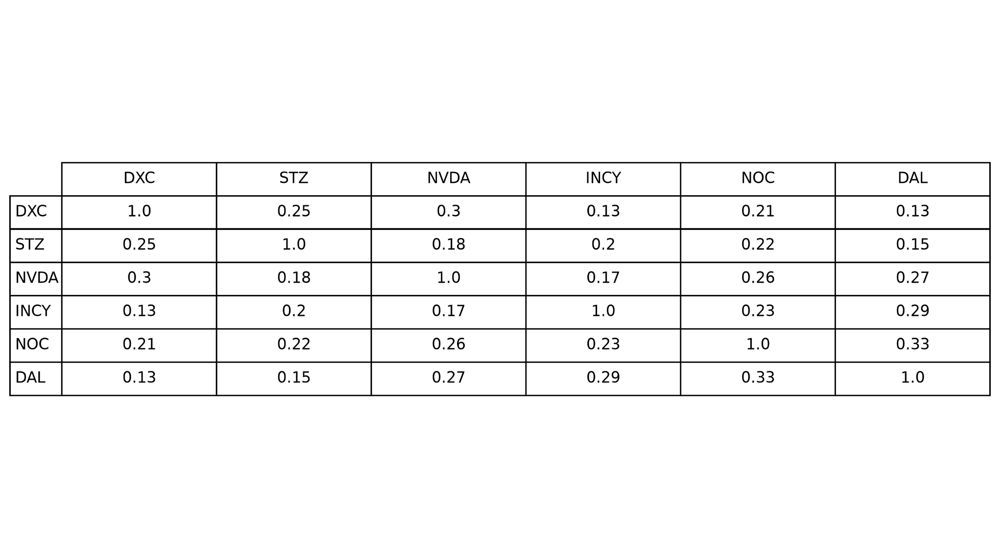 DXC STZ NVDA INCY NOC DAL
DXC 1.0 0.25 0.3 0.13 0.21 0.13
STZ 0.25 1.0 0.18 0.2 0.22 0.15
NVDA 0.3 0.18 1.0 0.17 0.26 0.27
INCY 0.13 0.2 0.17 1.0 0.23 0.29
NOC 0.21 0.22 0.26 0.23 1.0 0.33
DAL 0.13 0.15 0.27 0.29 0.33 1.0